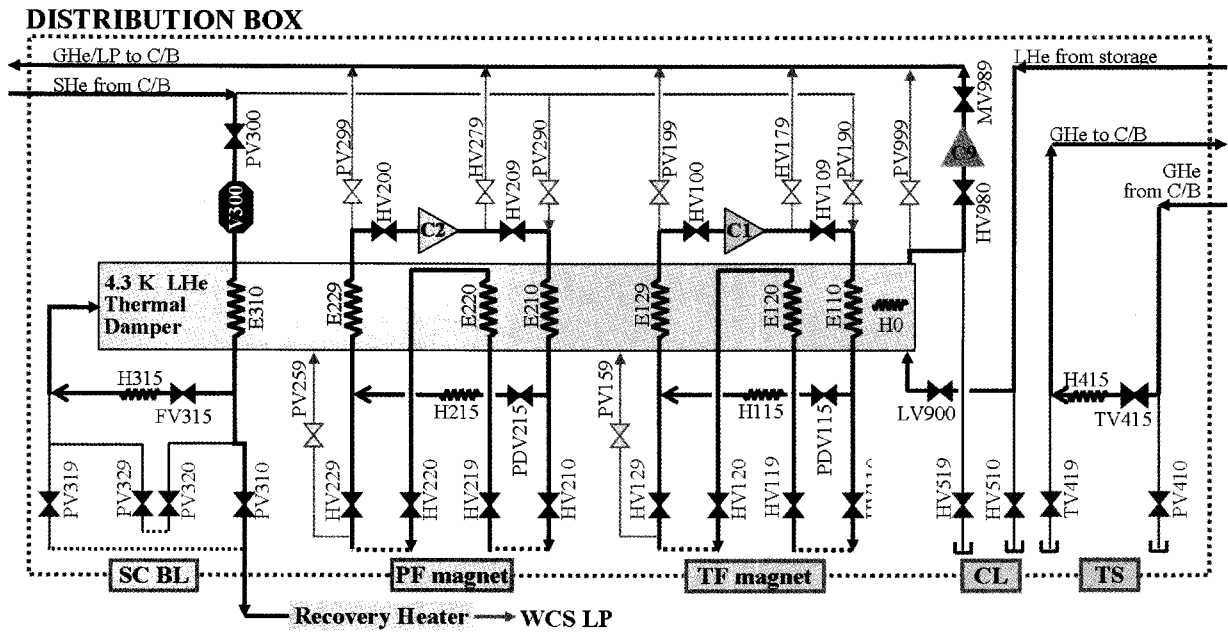 DISTRIBUTION BOX
GHe/LP to C/B
LHe from storage
SHe from C/B
MV989
GHe to C/B
GHe
from C/B
PV300
V300
PV299
HV200
HV279
HV209
PV290
PV199
HV100
HV179
HV109
PV190
PV999
C9
HV980
C2
C1
4.3 K LHe
Thermal
Damper
E310
E229
E220
E210
E129
E120
E110
H0
H315
FV315
PV259
H215
PDV215
PV159
H115
PDV115
LV900
H415
TV415
PV319
PV329
PV320
PV310
HV229
HV220
HV219
HV210
HV129
HV120
HV119
HV519
HV510
TV419
PV410
SC BL
PF magnet
TF magnet
CL
TS
Recovery Heater
WCS LP